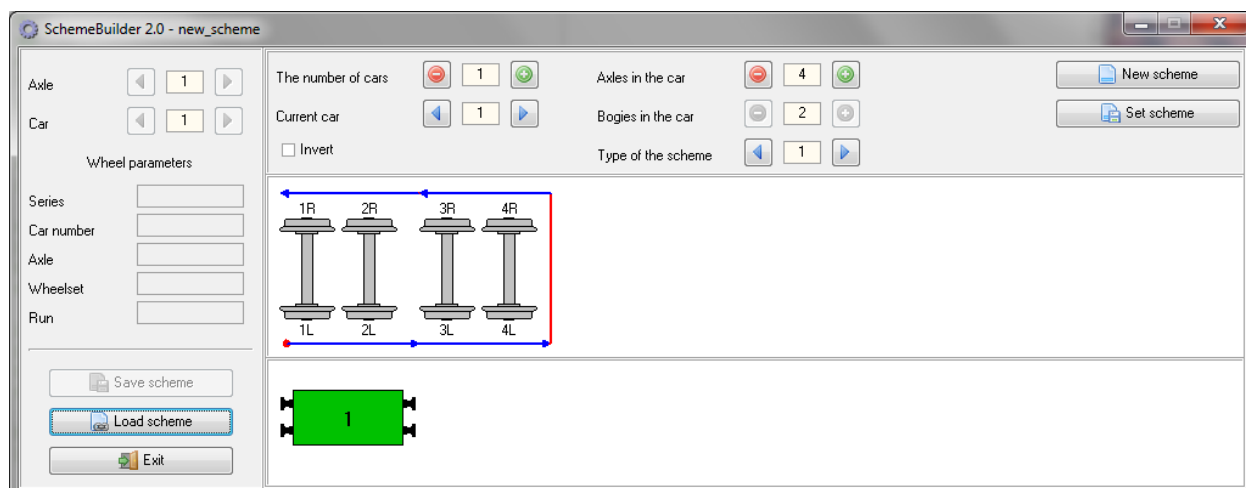 SchemeBuilder 2.0 - new_scheme
Axle 1
Car 1
Wheel parameters
Series
Car number
Axle
Wheelset
Run
Save scheme
Load scheme
Exit
The number of cars 1
Current car 1
Invert
Axles in the car 4
Bogies in the car 2
Type of the scheme 1
New scheme
Set scheme
1R 2R 3R 4R
1L 2L 3L 4L
1